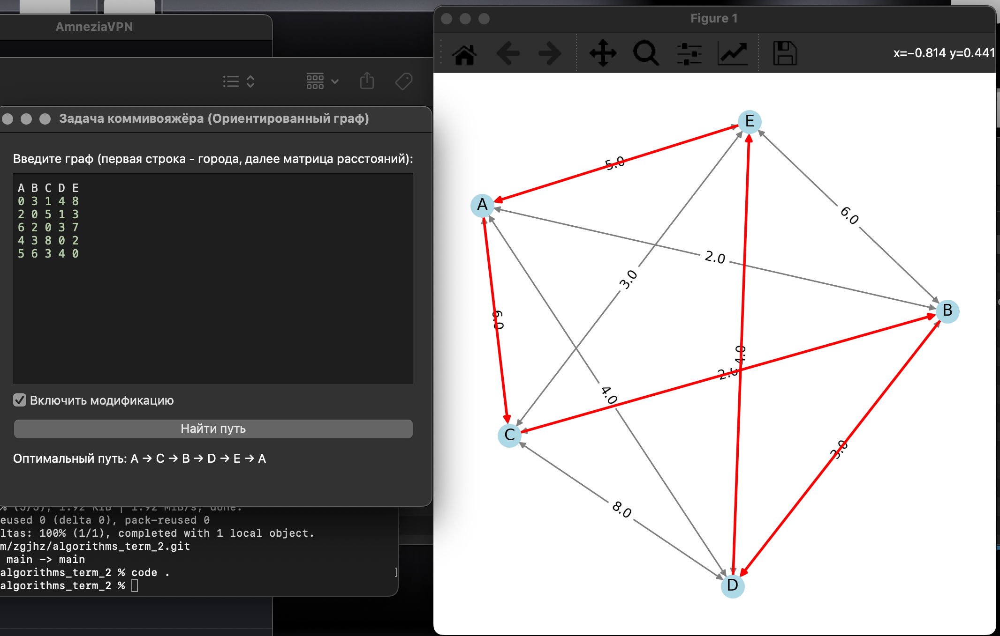 AmneziaVPN
Задача коммивояжёра (Ориентированный граф)
Введите граф (первая строка - города, далее матрица расстояний):
A B C D E
0 3 1 4 8
2 0 5 1 3
6 2 0 3 7
4 3 8 0 2
5 6 3 4 0
Включить модификацию
Найти путь
Оптимальный путь: A → C → B → D → E → A
% (3/3), 1.92 KiB | 1.92 MiB/s, done.
eused 0 (delta 0), pack-reused 0
ltas: 100% (1/1), completed with 1 local object.
m/zgjhz/algorithms_term_2.git
main -> main
algorithms_term_2 % code .
]
algorithms_term_2 %
Figure 1
x=−0.814 y=0.441
E
5.0
A
6.0
2.0
3.0
B
6.0
4.0
2.0
4.0
C
3.0
8.0
D